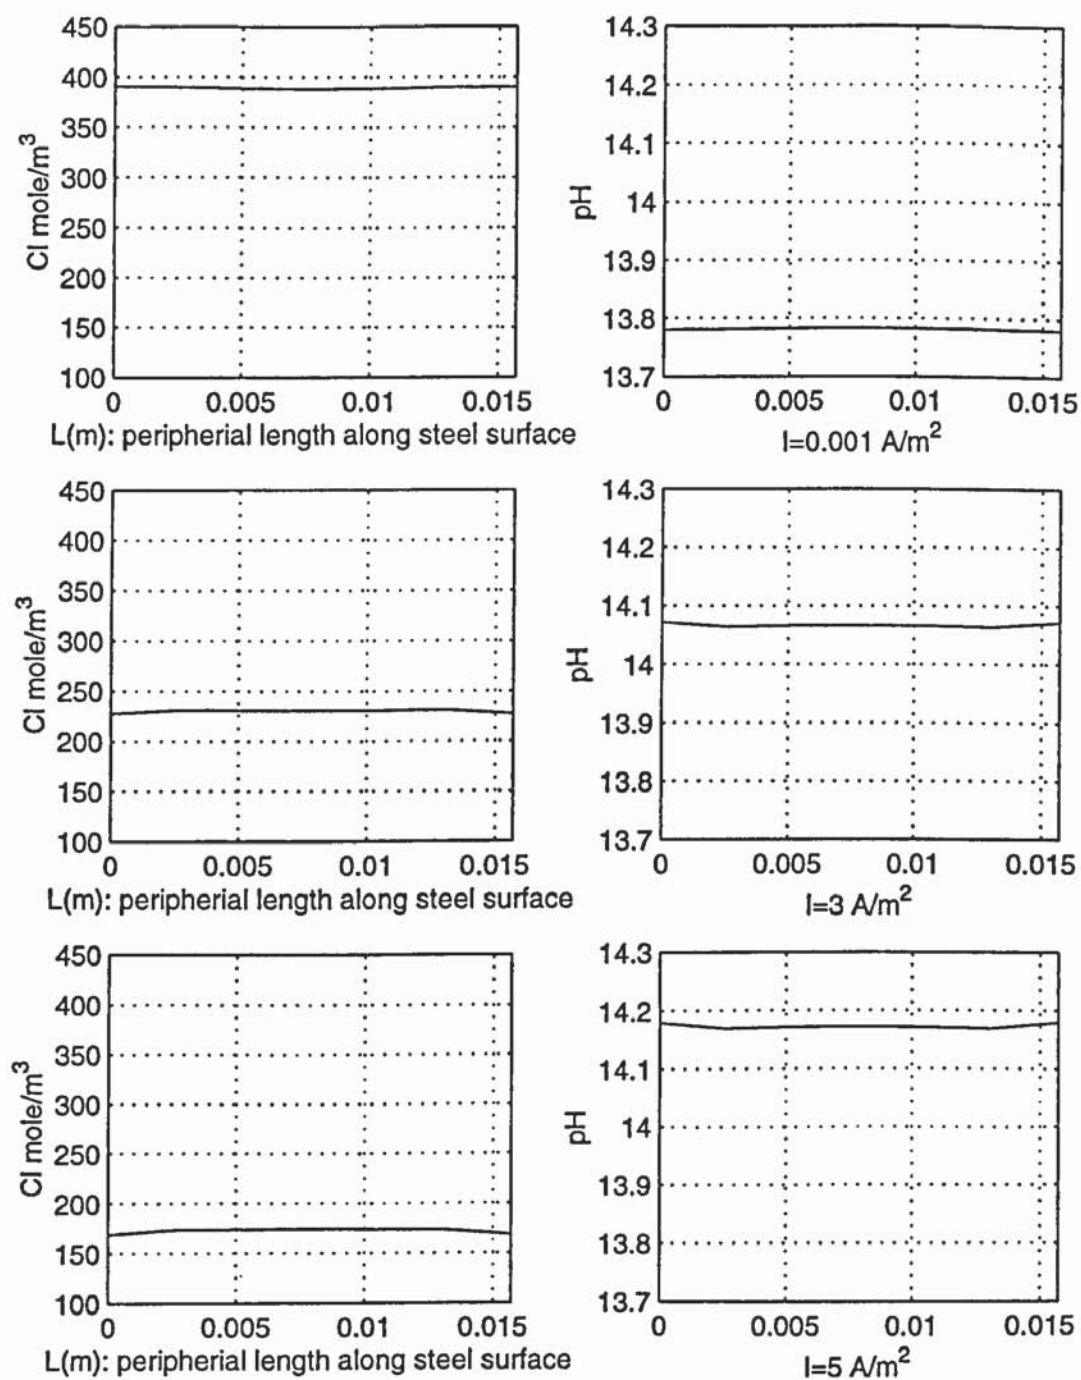 450
400
350
300
250
200
150
100
Cl mole/m³
0 0.005 0.01 0.015
L(m): peripherial length along steel surface
14.3
14.2
14.1
14
13.9
13.8
13.7
pH
0 0.005 0.01 0.015
I=0.001 A/m²
450
400
350
300
250
200
150
100
Cl mole/m³
0 0.005 0.01 0.015
L(m): peripherial length along steel surface
14.3
14.2
14.1
14
13.9
13.8
13.7
pH
0 0.005 0.01 0.015
I=3 A/m²
450
400
350
300
250
200
150
100
Cl mole/m³
0 0.005 0.01 0.015
L(m): peripherial length along steel surface
14.3
14.2
14.1
14
13.9
13.8
13.7
pH
0 0.005 0.01 0.015
I=5 A/m²